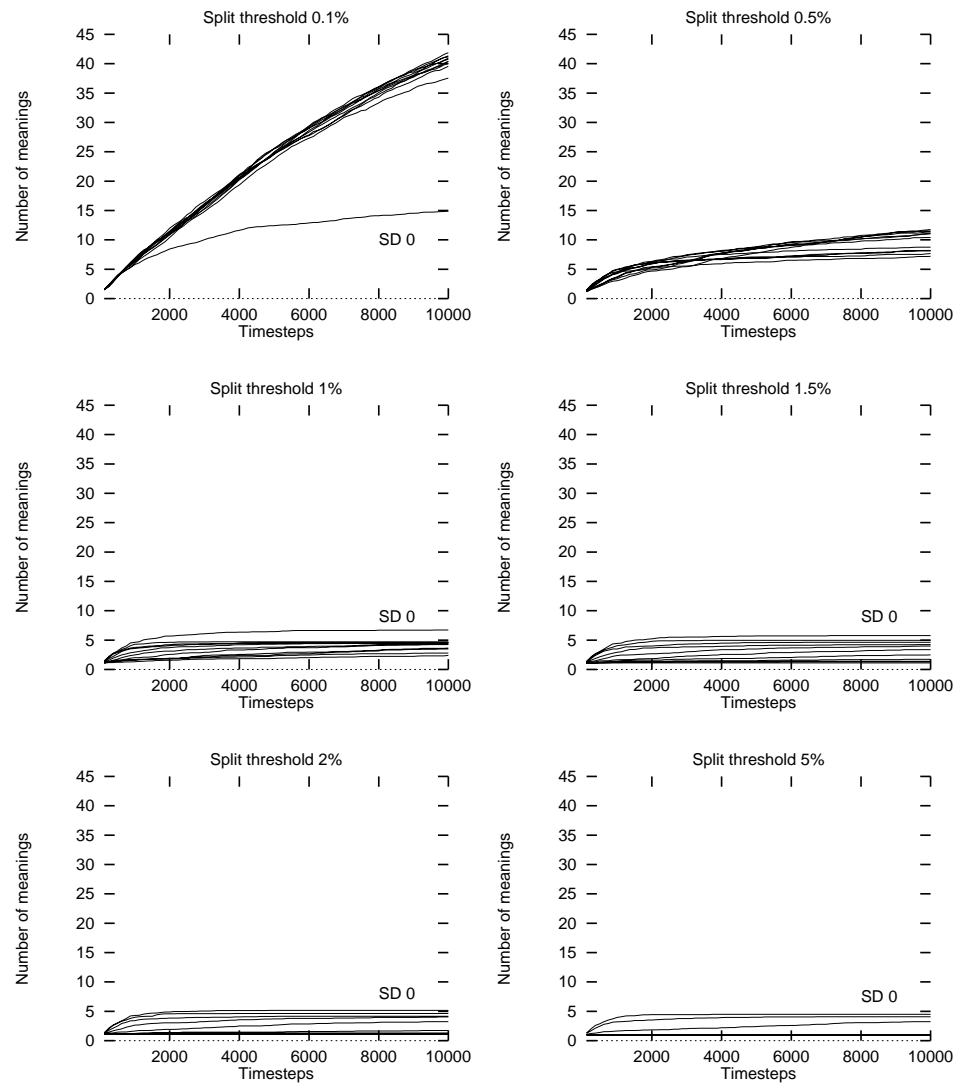 Split threshold 0.1%
Number of meanings
45
40
35
30
25
20
15
10
5
0
SD 0
2000 4000 6000 8000 10000
Timesteps
Split threshold 0.5%
Number of meanings
45
40
35
30
25
20
15
10
5
0
2000 4000 6000 8000 10000
Timesteps
Split threshold 1%
Number of meanings
45
40
35
30
25
20
15
10
5
0
SD 0
2000 4000 6000 8000 10000
Timesteps
Split threshold 1.5%
Number of meanings
45
40
35
30
25
20
15
10
5
0
SD 0
2000 4000 6000 8000 10000
Timesteps
Split threshold 2%
Number of meanings
45
40
35
30
25
20
15
10
5
0
SD 0
2000 4000 6000 8000 10000
Timesteps
Split threshold 5%
Number of meanings
45
40
35
30
25
20
15
10
5
0
SD 0
2000 4000 6000 8000 10000
Timesteps